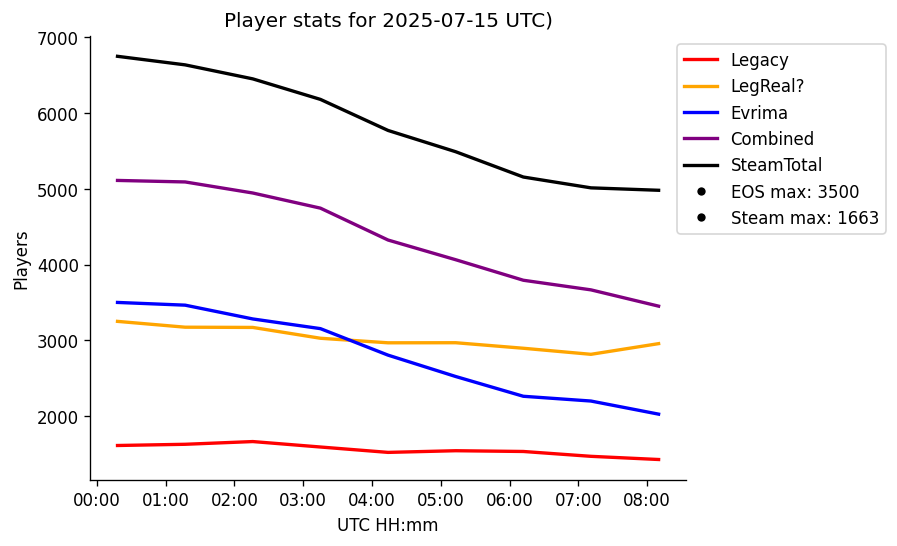 Player stats for 2025-07-15 UTC)
7000
6000
5000
4000
3000
2000
Players
00:00 01:00 02:00 03:00 04:00 05:00 06:00 07:00 08:00
UTC HH:mm
Legacy
LegReal?
Evrima
Combined
SteamTotal
EOS max: 3500
Steam max: 1663